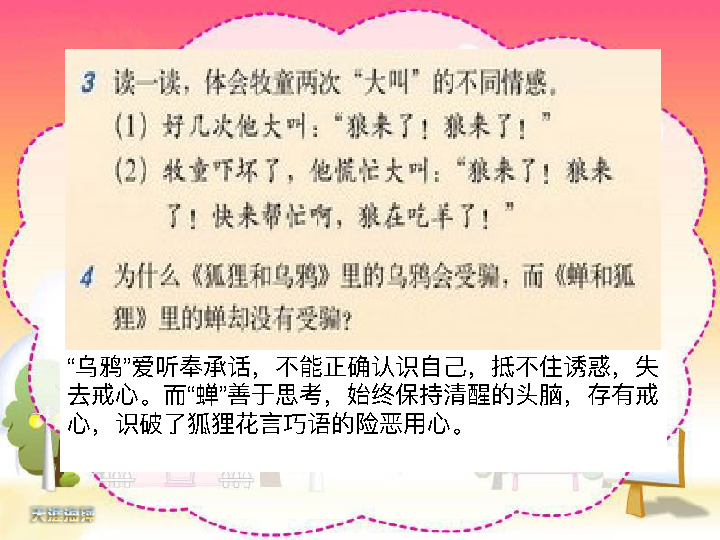 3 读一读，体会牧童两次“大叫”的不同情感。
（1）好几次他大叫：“狼来了！狼来了！”
（2）牧童吓坏了，他慌忙大叫：“狼来了！狼来
了！快来帮忙啊，狼在吃羊了！”
4 为什么《狐狸和乌鸦》里的乌鸦会受骗，而《蝉和狐
狸》里的蝉却没有受骗？
“乌鸦”爱听奉承话，不能正确认识自己，抵不住诱惑，失
去戒心。而“蝉”善于思考，始终保持清醒的头脑，存有戒
心，识破了狐狸花言巧语的险恶用心。